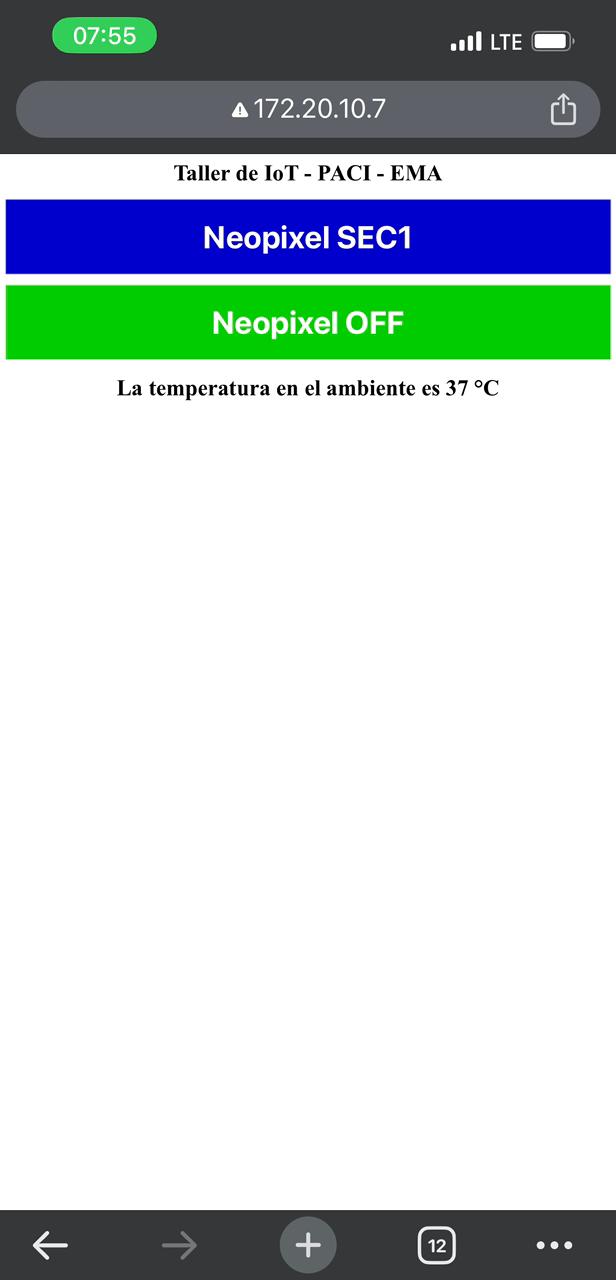 07:55
LTE
172.20.10.7
Taller de IoT - PACI - EMA
Neopixel SEC1
Neopixel OFF
La temperatura en el ambiente es 37 °C
12